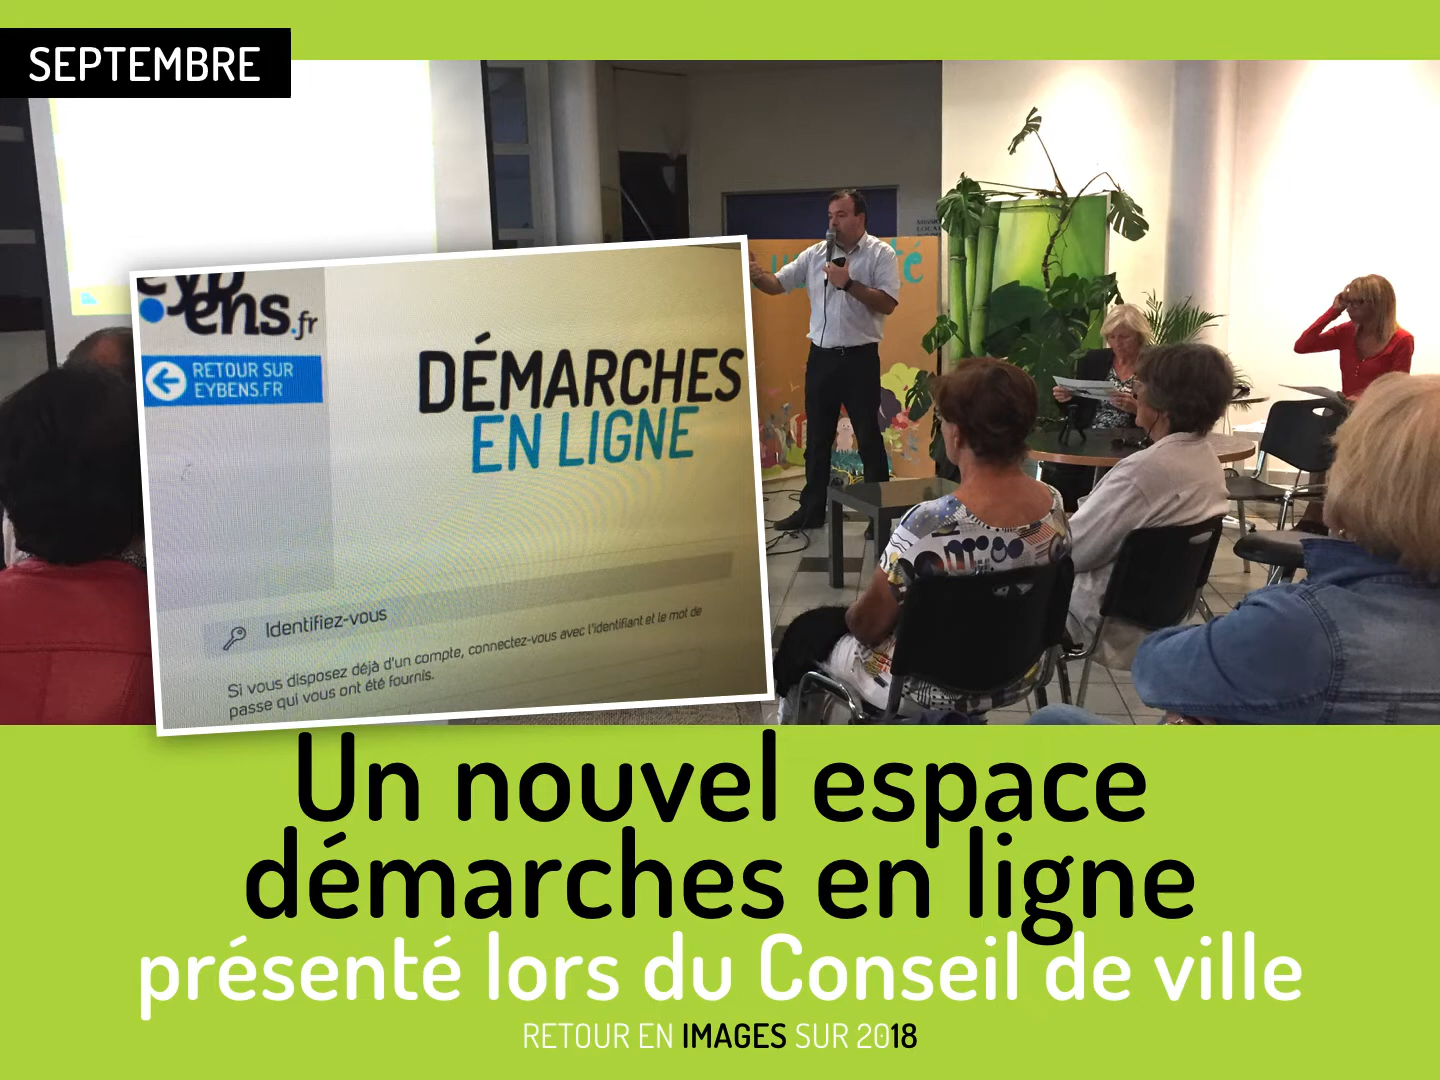 SEPTEMBRE
eyb
ens.fr
RETOUR SUR
EYBENS.FR
DÉMARCHES
EN LIGNE
Identifiez-vous
Si vous disposez déjà d'un compte, connectez-vous avec l'identifiant et le mot de
passe qui vous ont été fournis.
té
Un nouvel espace
démarches en ligne
présenté lors du Conseil de ville
RETOUR EN IMAGES SUR 2018